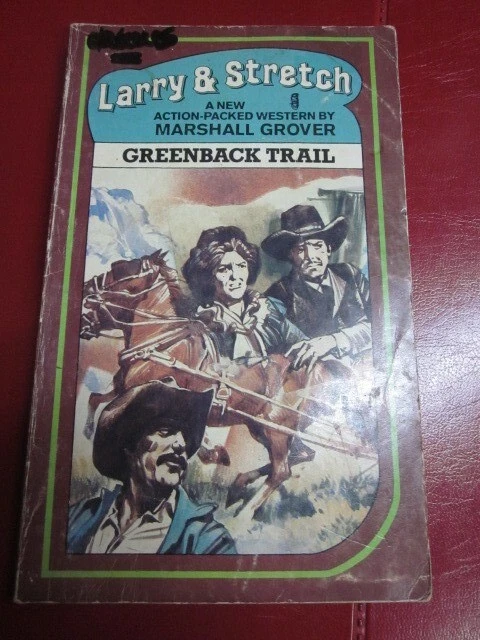 Larry & Stretch
A NEW
ACTION-PACKED WESTERN BY
MARSHALL GROVER
GREENBACK TRAIL